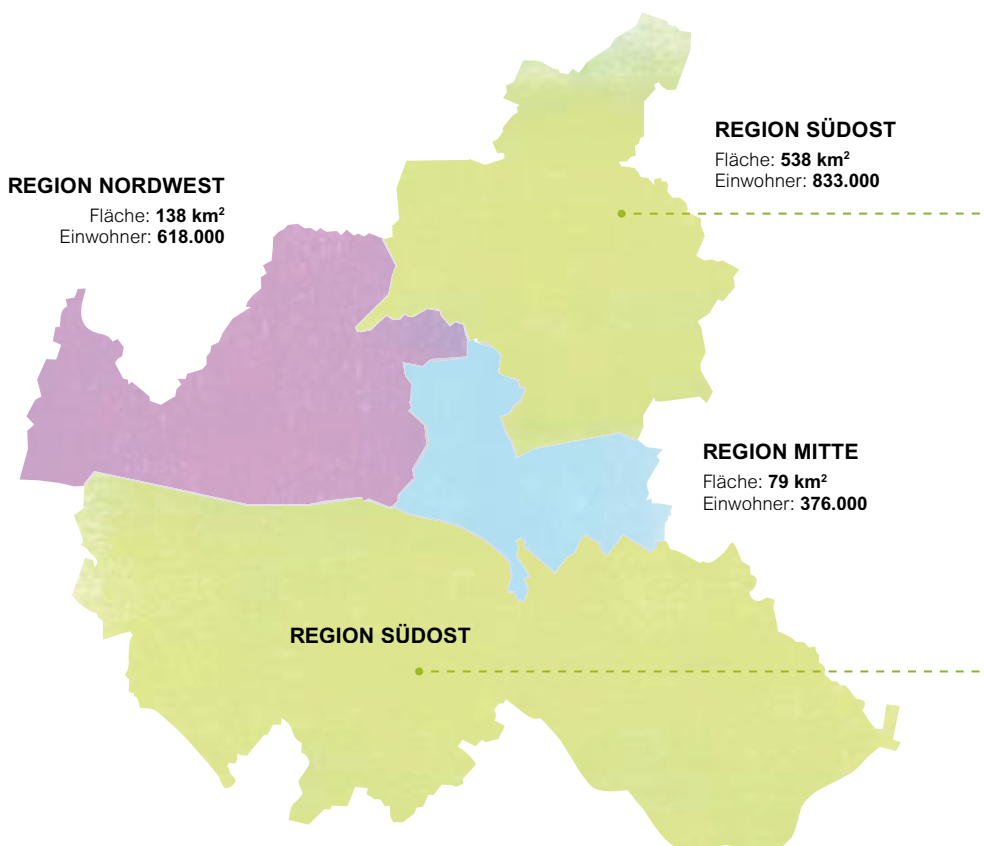 REGION SÜDOST
Fläche: 538 km²
Einwohner: 833.000
REGION NORDWEST
Fläche: 138 km²
Einwohner: 618.000
REGION MITTE
Fläche: 79 km²
Einwohner: 376.000
REGION SÜDOST